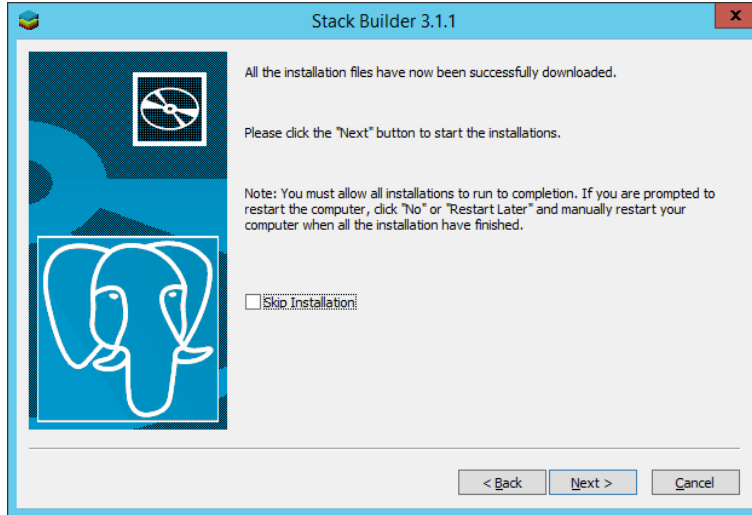 Stack Builder 3.1.1
x
All the installation files have now been successfully downloaded.
Please click the "Next" button to start the installations.
Note: You must allow all installations to run to completion. If you are prompted to
restart the computer, click "No" or "Restart Later" and manually restart your
computer when all the installation have finished.
Skip Installation
< Back
Next >
Cancel